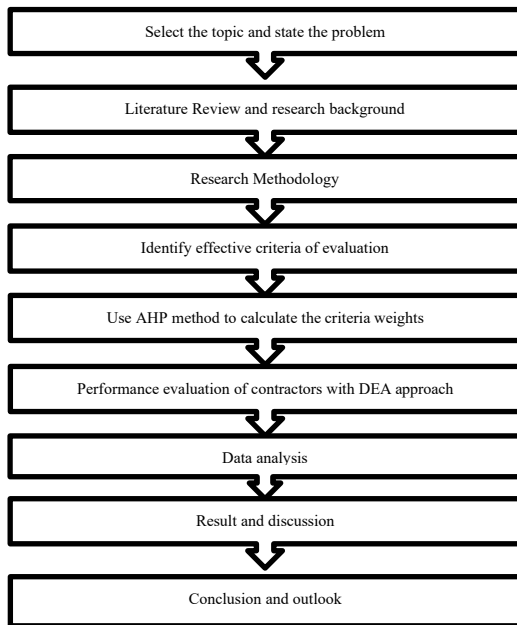 Select the topic and state the problem
Literature Review and research background
Research Methodology
Identify effective criteria of evaluation
Use AHP method to calculate the criteria weights
Performance evaluation of contractors with DEA approach
Data analysis
Result and discussion
Conclusion and outlook